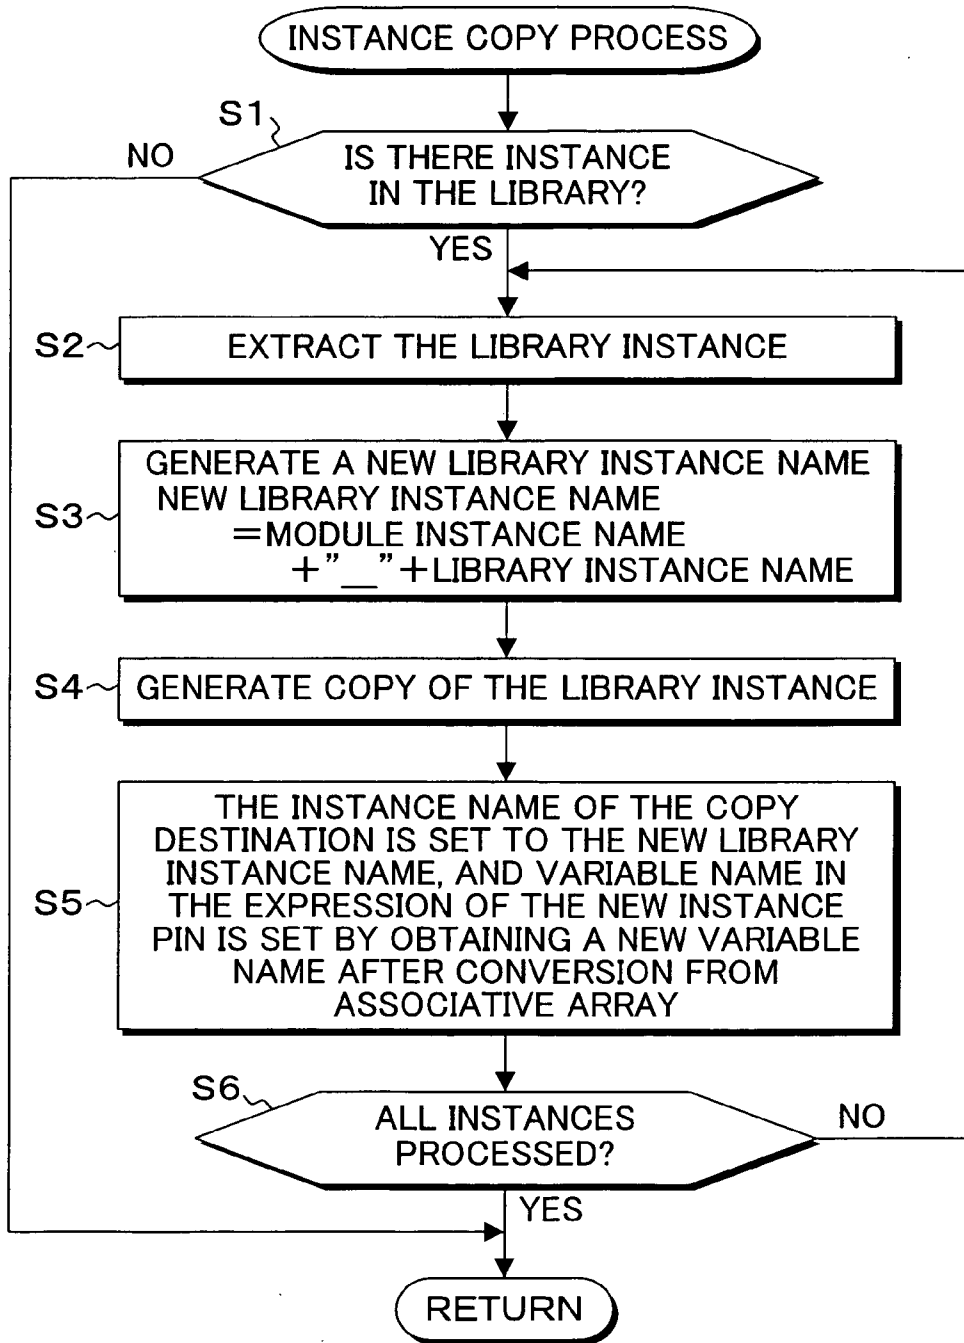 INSTANCE COPY PROCESS
S1
NO
IS THERE INSTANCE
IN THE LIBRARY?
YES
S2
EXTRACT THE LIBRARY INSTANCE
S3
GENERATE A NEW LIBRARY INSTANCE NAME
NEW LIBRARY INSTANCE NAME
=MODULE INSTANCE NAME
+"__"+LIBRARY INSTANCE NAME
S4
GENERATE COPY OF THE LIBRARY INSTANCE
S5
THE INSTANCE NAME OF THE COPY
DESTINATION IS SET TO THE NEW LIBRARY
INSTANCE NAME, AND VARIABLE NAME IN
THE EXPRESSION OF THE NEW INSTANCE
PIN IS SET BY OBTAINING A NEW VARIABLE
NAME AFTER CONVERSION FROM
ASSOCIATIVE ARRAY
S6
ALL INSTANCES
PROCESSED?
NO
YES
RETURN